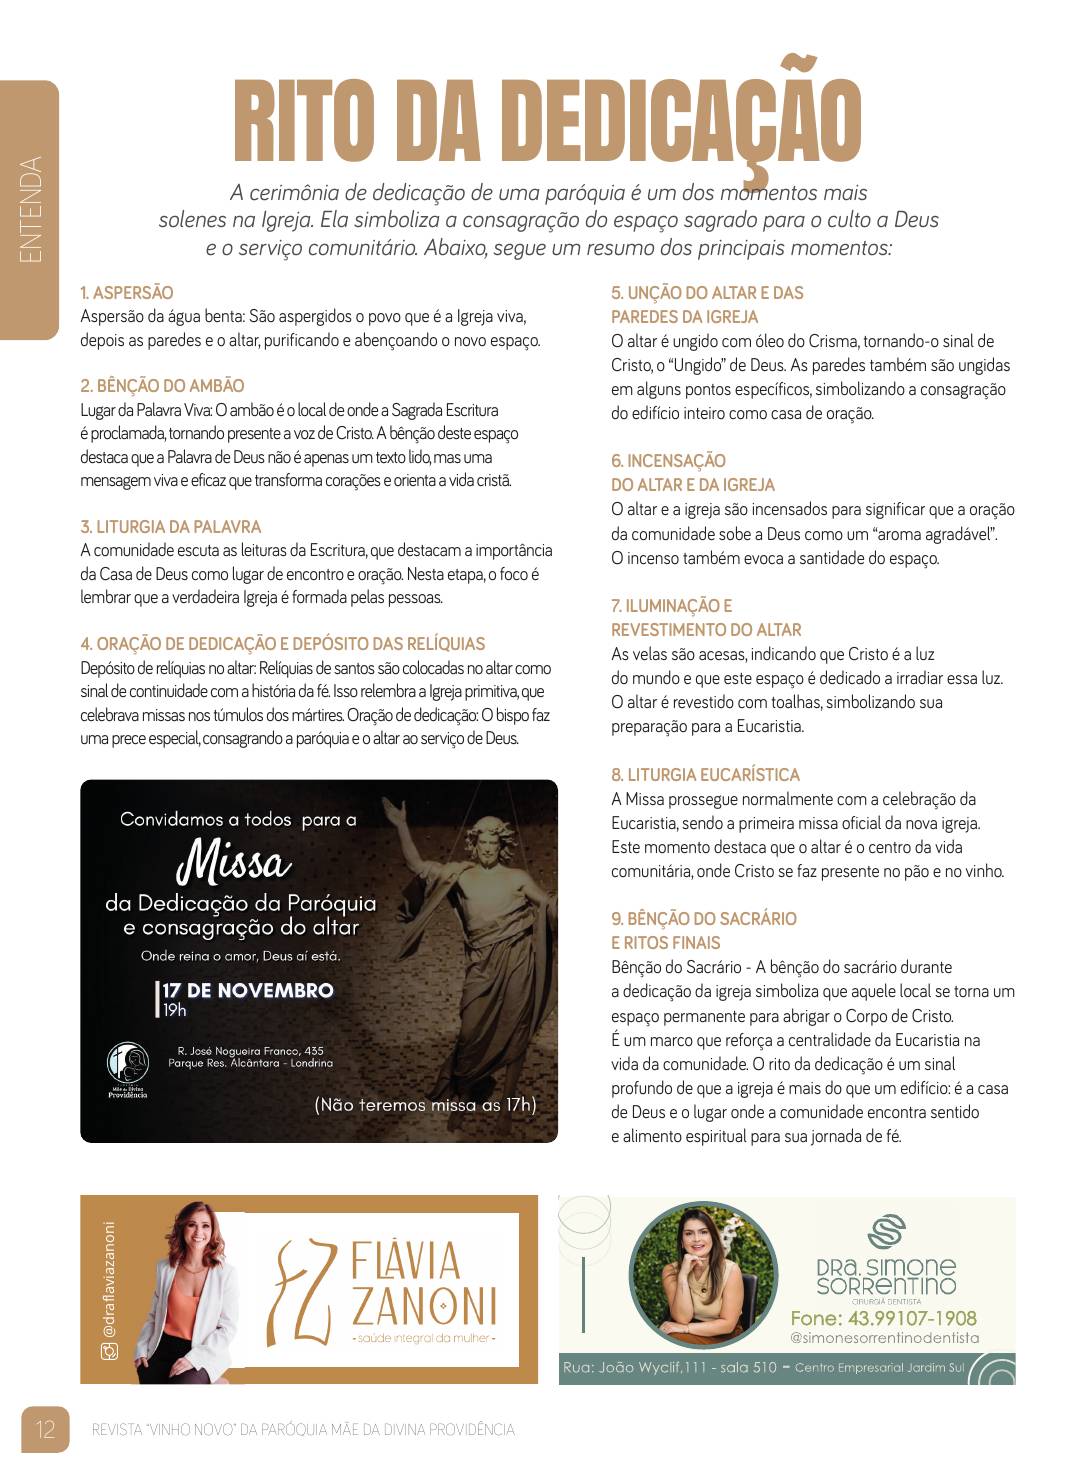 ENTENDA
RITO DA DEDICAÇÃO
A cerimônia de dedicação de uma paróquia é um dos momentos mais
solenes na Igreja. Ela simboliza a consagração do espaço sagrado para o culto a Deus
e o serviço comunitário. Abaixo, segue um resumo dos principais momentos:
1. ASPERSÃO
Aspersão da água benta: São aspergidos o povo que é a Igreja viva,
depois as paredes e o altar, purificando e abençoando o novo espaço.
2. BÊNÇÃO DO AMBÃO
Lugar da Palavra Viva: O ambão é o local de onde a Sagrada Escritura
é proclamada, tornando presente a voz de Cristo. A bênção deste espaço
destaca que a Palavra de Deus não é apenas um texto lido, mas uma
mensagem viva e eficaz que transforma corações e orienta a vida cristã.
3. LITURGIA DA PALAVRA
A comunidade escuta as leituras da Escritura, que destacam a importância
da Casa de Deus como lugar de encontro e oração. Nesta etapa, o foco é
lembrar que a verdadeira Igreja é formada pelas pessoas.
4. ORAÇÃO DE DEDICAÇÃO E DEPÓSITO DAS RELÍQUIAS
Depósito de relíquias no altar: Relíquias de santos são colocadas no altar como
sinal de continuidade com a história da fé. Isso relembra a Igreja primitiva, que
celebrava missas nos túmulos dos mártires. Oração de dedicação: O bispo faz
uma prece especial, consagrando a paróquia e o altar ao serviço de Deus.
Convidamos a todos para a
Missa
da Dedicação da Paróquia
e consagração do altar
Onde reina o amor, Deus aí está.
17 DE NOVEMBRO
19h
R. José Nogueira Franco, 435
Parque Res. Alcântara - Londrina
Mãe da Divina
Providência
(Não teremos missa as 17h)
5. UNÇÃO DO ALTAR E DAS
PAREDES DA IGREJA
O altar é ungido com óleo do Crisma, tornando-o sinal de
Cristo, o “Ungido” de Deus. As paredes também são ungidas
em alguns pontos específicos, simbolizando a consagração
do edifício inteiro como casa de oração.
6. INCENSAÇÃO
DO ALTAR E DA IGREJA
O altar e a igreja são incensados para significar que a oração
da comunidade sobe a Deus como um “aroma agradável”.
O incenso também evoca a santidade do espaço.
7. ILUMINAÇÃO E
REVESTIMENTO DO ALTAR
As velas são acesas, indicando que Cristo é a luz
do mundo e que este espaço é dedicado a irradiar essa luz.
O altar é revestido com toalhas, simbolizando sua
preparação para a Eucaristia.
8. LITURGIA EUCARÍSTICA
A Missa prossegue normalmente com a celebração da
Eucaristia, sendo a primeira missa oficial da nova igreja.
Este momento destaca que o altar é o centro da vida
comunitária, onde Cristo se faz presente no pão e no vinho.
9. BÊNÇÃO DO SACRÁRIO
E RITOS FINAIS
Bênção do Sacrário - A bênção do sacrário durante
a dedicação da igreja simboliza que aquele local se torna um
espaço permanente para abrigar o Corpo de Cristo.
É um marco que reforça a centralidade da Eucaristia na
vida da comunidade. O rito da dedicação é um sinal
profundo de que a igreja é mais do que um edifício: é a casa
de Deus e o lugar onde a comunidade encontra sentido
e alimento espiritual para sua jornada de fé.
@draflaviazanoni
FZ
FLÁVIA
ZANONI
- saúde integral da mulher -
DRA. SIMONE
SORRENTINO
CIRURGIÃ DENTISTA
Fone: 43.99107-1908
@simonesorrentinodentista
Rua: João Wyclif,111 - sala 510 - Centro Empresarial Jardim Sul
12
REVISTA “VINHO NOVO” DA PARÓQUIA MÃE DA DIVINA PROVIDÊNCIA